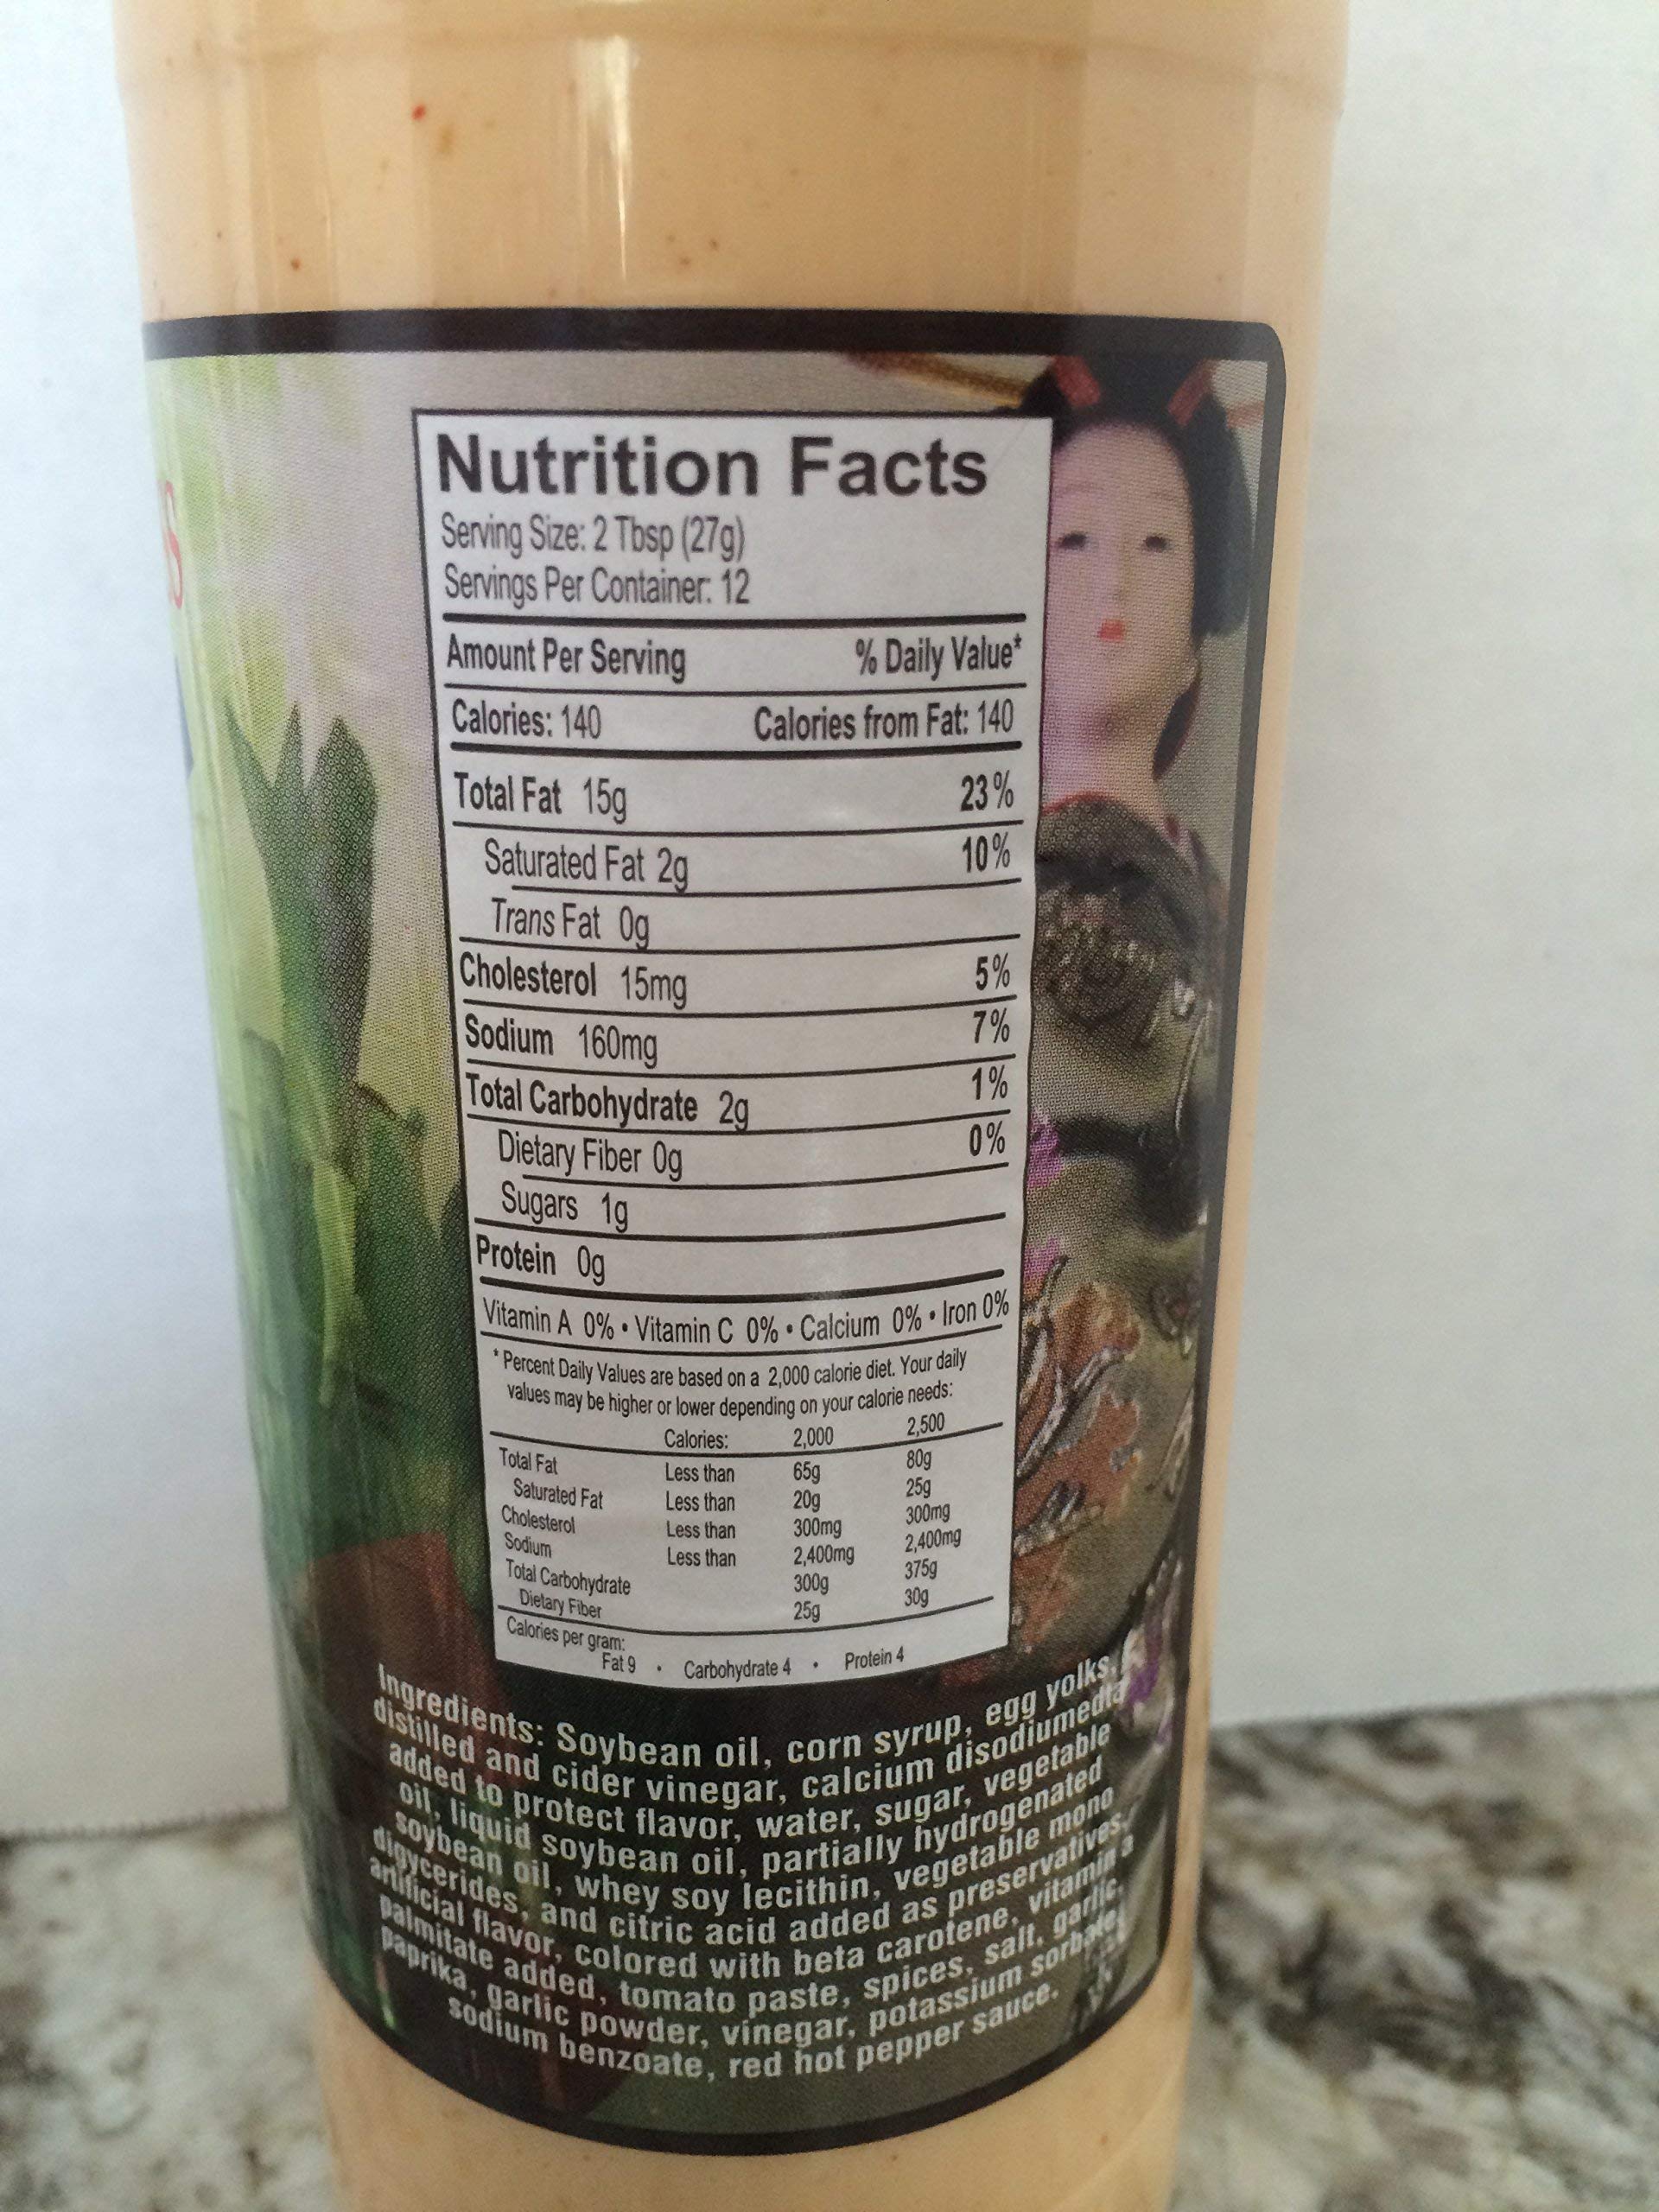 Nutrition Facts
Serving Size: 2 Tbsp (27g)
Servings Per Container: 12
Amount Per Serving % Daily Value*
Calories: 140 Calories from Fat: 140
Total Fat 15g 23%
Saturated Fat 2g 10%
Trans Fat 0g
Cholesterol 15mg 5%
Sodium 160mg 7%
Total Carbohydrate 2g 1%
Dietary Fiber 0g 0%
Sugars 1g
Protein 0g
Vitamin A 0% • Vitamin C 0% • Calcium 0% • Iron 0%
* Percent Daily Values are based on a 2,000 calorie diet. Your daily
values may be higher or lower depending on your calorie needs:
Calories: 2,000 2,500
Total Fat Less than 65g 80g
Saturated Fat Less than 20g 25g
Cholesterol Less than 300mg 300mg
Sodium Less than 2,400mg 2,400mg
Total Carbohydrate 300g 375g
Dietary Fiber 25g 30g
Calories per gram:
Fat 9 • Carbohydrate 4 • Protein 4
Ingredients: Soybean oil, corn syrup, egg yolks,
distilled and cider vinegar, calcium disodiumedta
added to protect flavor, water, sugar, vegetable
oil, liquid soybean oil, partially hydrogenated
soybean oil, whey soy lecithin, vegetable mono
digycerides, and citric acid added as preservatives,
artificial flavor, colored with beta carotene, vitamin a
palmitate added, tomato paste, spices, salt, garlic,
paprika, garlic powder, vinegar, potassium sorbate,
sodium benzoate, red hot pepper sauce.